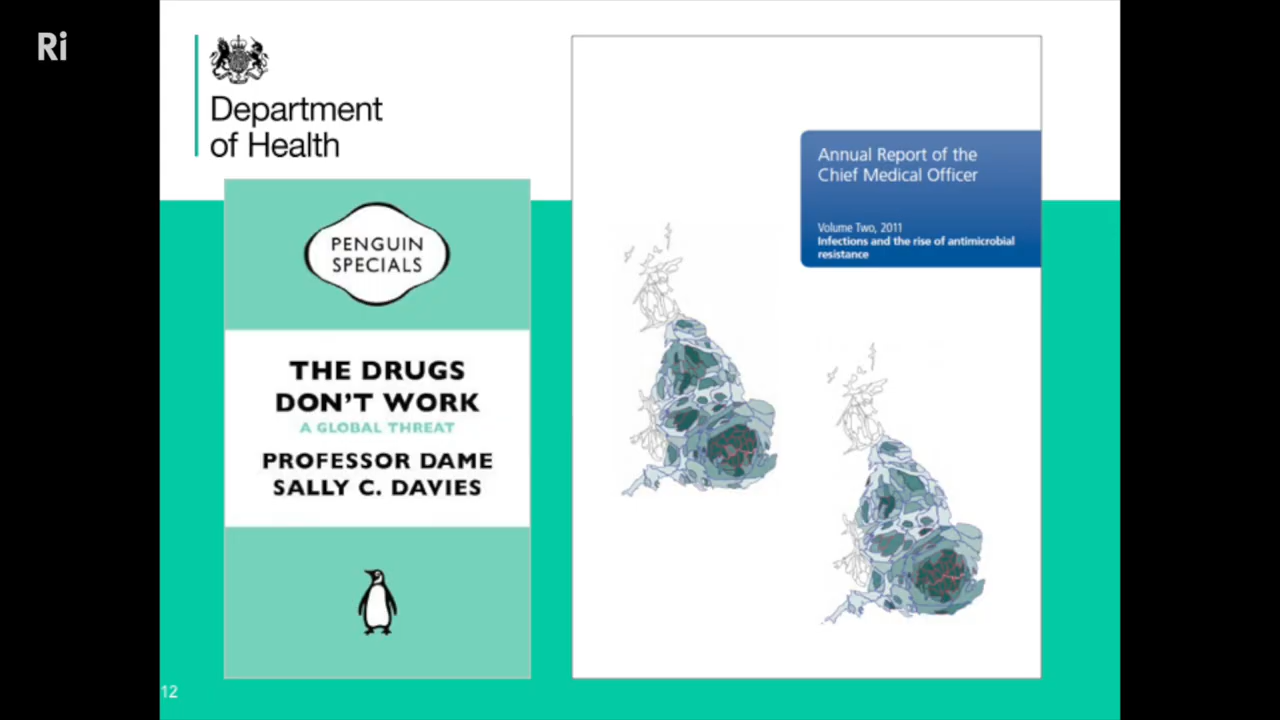 Ri
Department
of Health
PENGUIN
SPECIALS
THE DRUGS
DON'T WORK
A GLOBAL THREAT
PROFESSOR DAME
SALLY C. DAVIES
Annual Report of the
Chief Medical Officer
Volume Two, 2011
Infections and the rise of antimicrobial
resistance
12